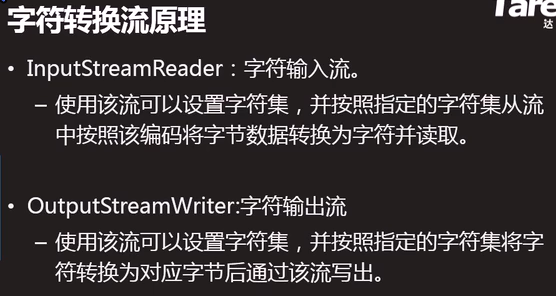 字符转换流原理
Tare
达
• InputStreamReader：字符输入流。
– 使用该流可以设置字符集，并按照指定的字符集从流
中按照该编码将字节数据转换为字符并读取。
• OutputStreamWriter:字符输出流
– 使用该流可以设置字符集，并按照指定的字符集将字
符转换为对应字节后通过该流写出。